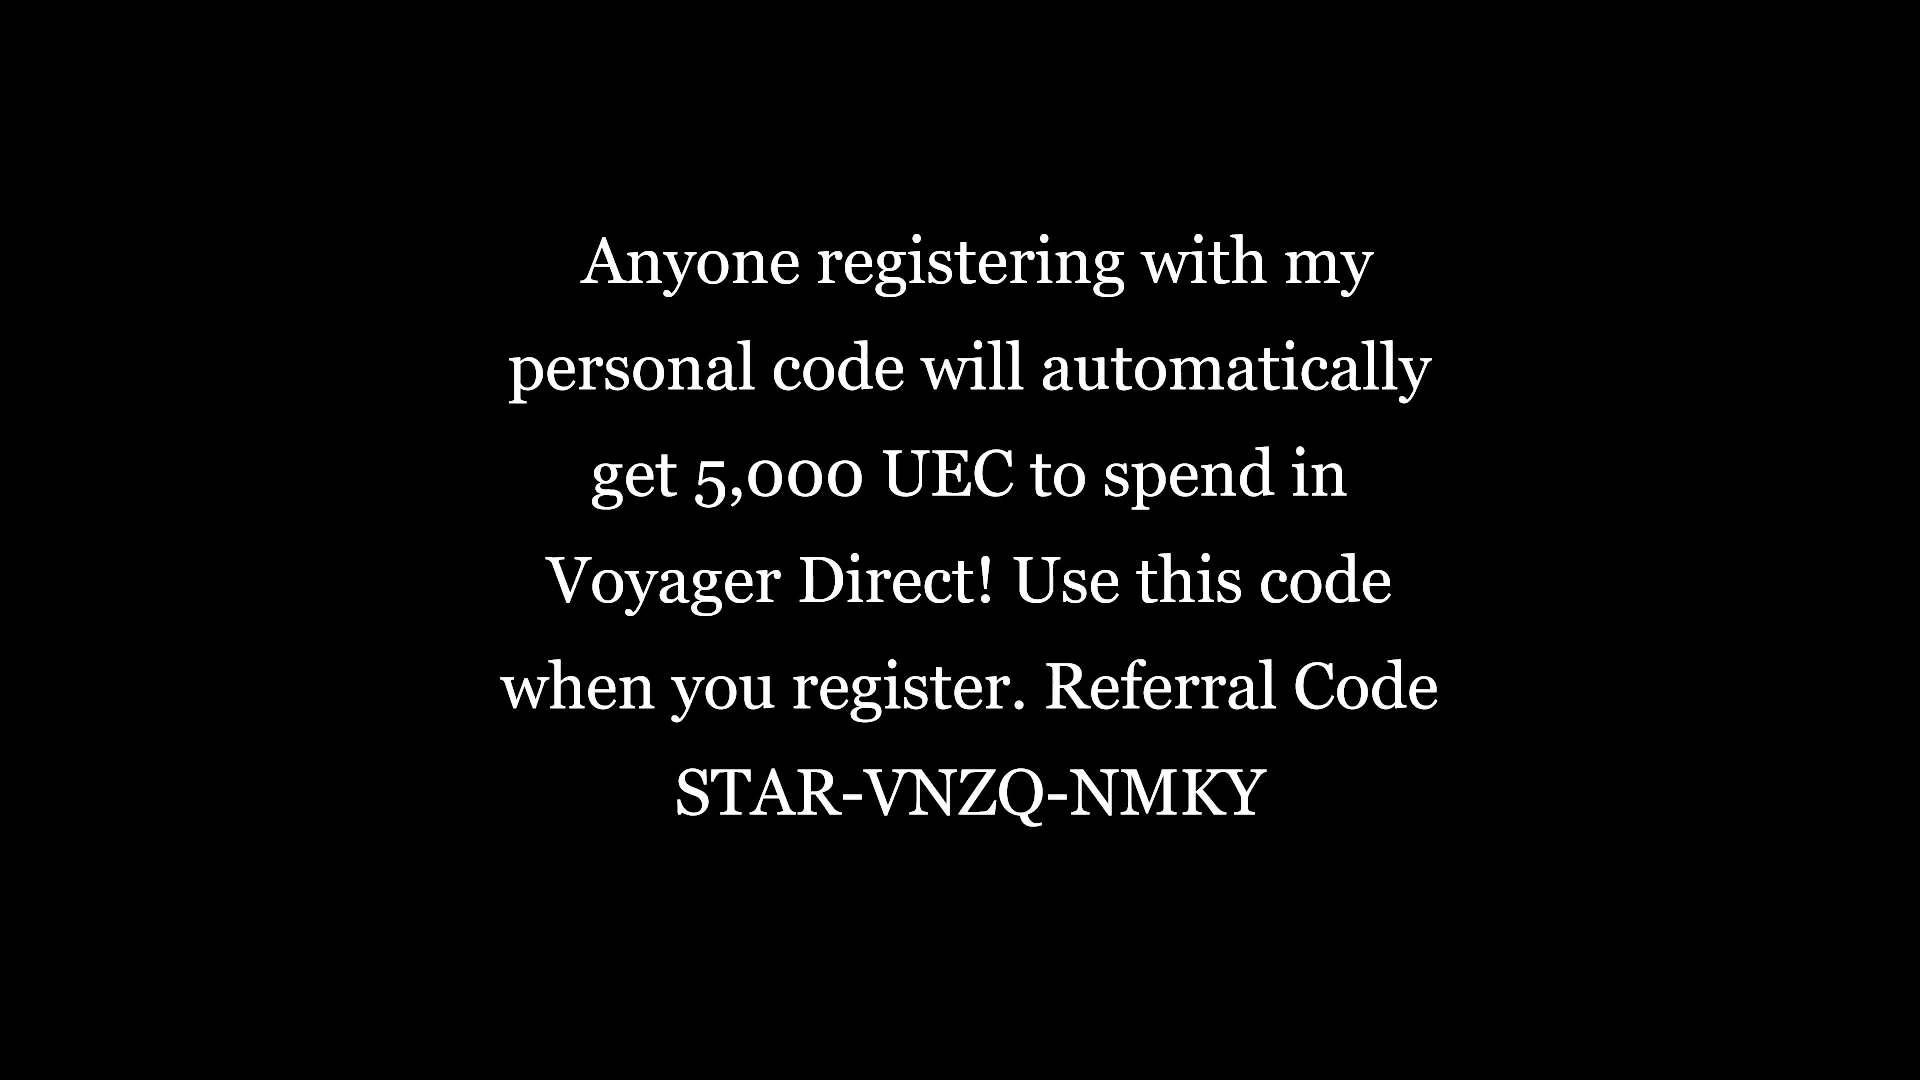 Anyone registering with my
personal code will automatically
get 5,000 UEC to spend in
Voyager Direct! Use this code
when you register. Referral Code
STAR-VNZQ-NMKY